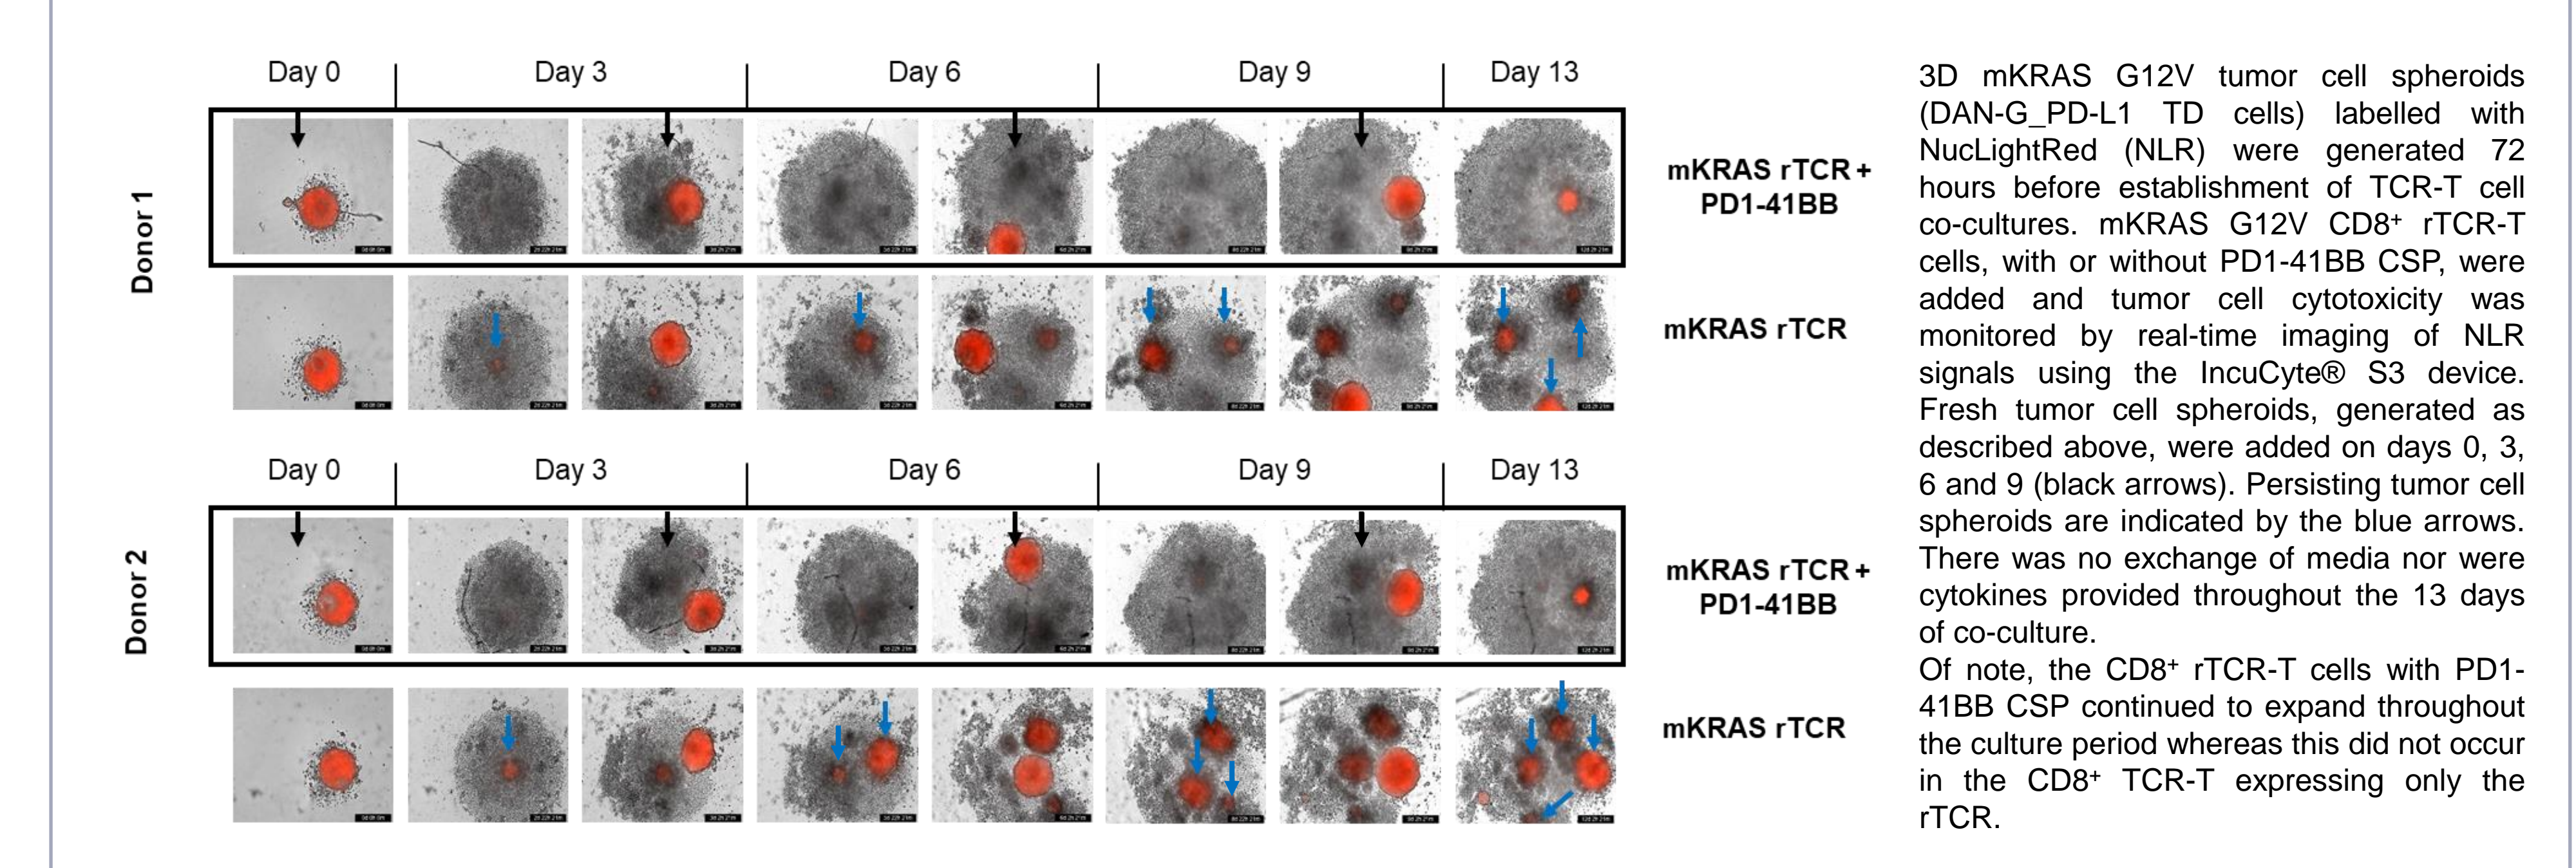 Day 0
Day 3
Day 6
Day 9
Day 13
Donor 1
mKRAS rTCR +
PD1-41BB
mKRAS rTCR
Day 0
Day 3
Day 6
Day 9
Day 13
Donor 2
mKRAS rTCR +
PD1-41BB
mKRAS rTCR
3D mKRAS G12V tumor cell spheroids
(DAN-G_PD-L1 TD cells) labelled with
NucLightRed (NLR) were generated 72
hours before establishment of TCR-T cell
co-cultures. mKRAS G12V CD8⁺ rTCR-T
cells, with or without PD1-41BB CSP, were
added and tumor cell cytotoxicity was
monitored by real-time imaging of NLR
signals using the IncuCyte® S3 device.
Fresh tumor cell spheroids, generated as
described above, were added on days 0, 3,
6 and 9 (black arrows). Persisting tumor cell
spheroids are indicated by the blue arrows.
There was no exchange of media nor were
cytokines provided throughout the 13 days
of co-culture.
Of note, the CD8⁺ rTCR-T cells with PD1-
41BB CSP continued to expand throughout
the culture period whereas this did not occur
in the CD8⁺ TCR-T expressing only the
rTCR.